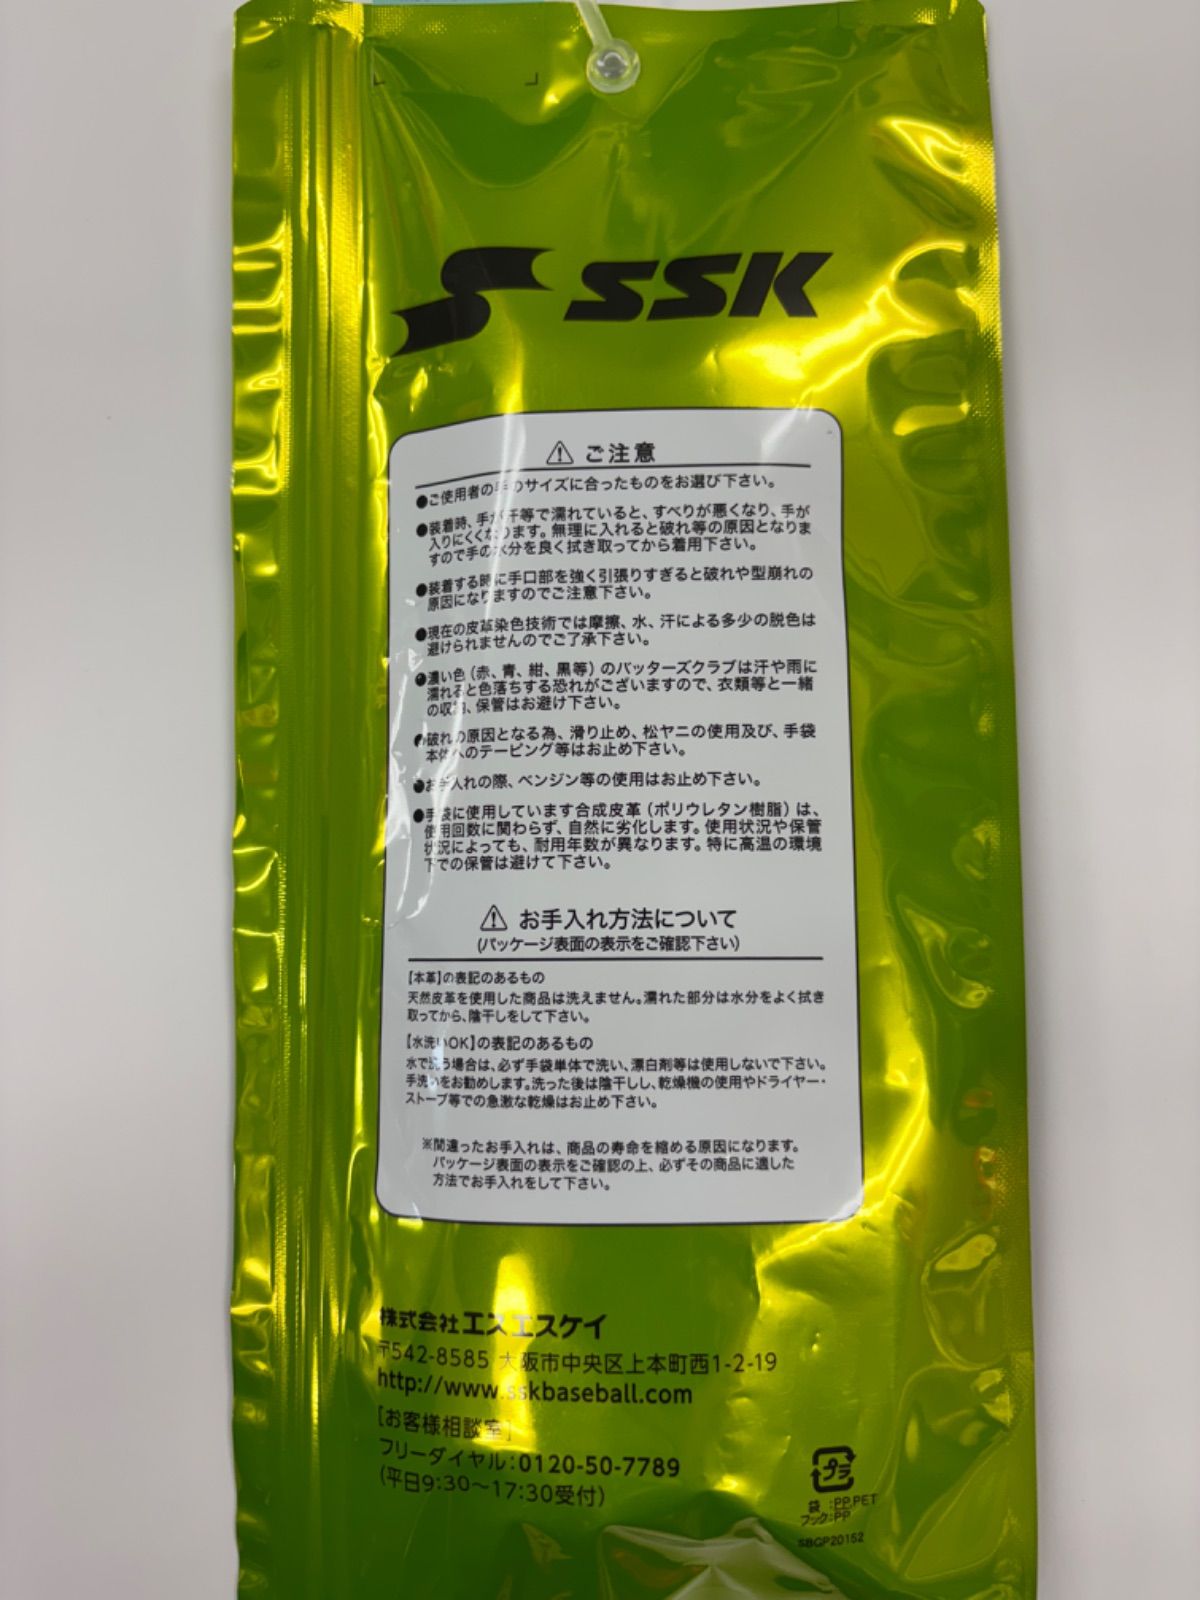 SSK
⚠ ご注意
●ご使用者の手のサイズに合ったものをお選び下さい。
●装着時、手が汗等で濡れていると、すべりが悪くなり、手が
入りにくくなります。無理に入れると破れ等の原因となりま
すので手の水分を良く拭き取ってから着用下さい。
●装着する時に手口部を強く引張りすぎると破れや型崩れの
原因になりますのでご注意下さい。
●現在の皮革染色技術では摩擦、水、汗による多少の脱色は
避けられませんのでご了承下さい。
●濃い色(赤、青、紺、黒等)のバッターズクラブは汗や雨に
濡れると色落ちする恐れがございますので、衣類等と一緒
の収納、保管はお避け下さい。
●破れの原因となる為、滑り止め、松ヤニの使用及び、手袋
本体へのテーピング等はお止め下さい。
●お手入れの際、ベンジン等の使用はお止め下さい。
●手袋に使用しています合成皮革(ポリウレタン樹脂)は、
使用回数に関わらず、自然に劣化します。使用状況や保管
状況によっても、耐用年数が異なります。特に高温の環境
下での保管は避けて下さい。
⚠ お手入れ方法について
(パッケージ表面の表示をご確認下さい)
【本革】の表記のあるもの
天然皮革を使用した商品は洗えません。濡れた部分は水分をよく拭き
取ってから、陰干しをして下さい。
【水洗いOK】の表記のあるもの
水で洗う場合は、必ず手袋単体で洗い、漂白剤等は使用しないで下さい。
手洗いをお勧めします。洗った後は陰干しし、乾燥機の使用やドライヤー・
ストーブ等での急激な乾燥はお止め下さい。
※間違ったお手入れは、商品の寿命を縮める原因になります。
パッケージ表面の表示をご確認の上、必ずその商品に適した
方法でお手入れをして下さい。
株式会社エスエスケイ
〒542-8585 大阪市中央区上本町西1-2-19
http://www.sskbaseball.com
[お客様相談室]
フリーダイヤル:0120-50-7789
(平日9:30〜17:30受付)
プラ
袋 :PP,PET
フック:PP
SBGP20152